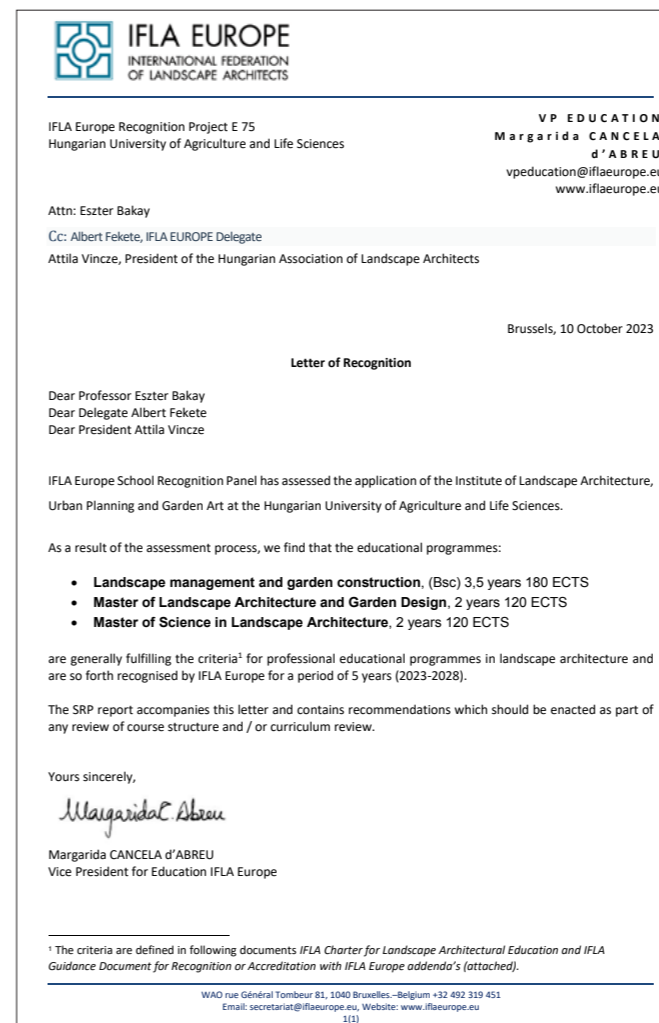 IFLA EUROPE
INTERNATIONAL FEDERATION
OF LANDSCAPE ARCHITECTS
IFLA Europe Recognition Project E 75
Hungarian University of Agriculture and Life Sciences
VP EDUCATION
Margarida CANCELA
d'ABREU
vpeducation@iflaeurope.eu
www.iflaeurope.eu
Attn: Eszter Bakay
Cc: Albert Fekete, IFLA EUROPE Delegate
Attila Vincze, President of the Hungarian Association of Landscape Architects
Brussels, 10 October 2023
Letter of Recognition
Dear Professor Eszter Bakay
Dear Delegate Albert Fekete
Dear President Attila Vincze
IFLA Europe School Recognition Panel has assessed the application of the Institute of Landscape Architecture,
Urban Planning and Garden Art at the Hungarian University of Agriculture and Life Sciences.
As a result of the assessment process, we find that the educational programmes:
• Landscape management and garden construction, (Bsc) 3,5 years 180 ECTS
• Master of Landscape Architecture and Garden Design, 2 years 120 ECTS
• Master of Science in Landscape Architecture, 2 years 120 ECTS
are generally fulfilling the criteria¹ for professional educational programmes in landscape architecture and
are so forth recognised by IFLA Europe for a period of 5 years (2023-2028).
The SRP report accompanies this letter and contains recommendations which should be enacted as part of
any review of course structure and / or curriculum review.
Yours sincerely,
Margarida C. Abreu
Margarida CANCELA d'ABREU
Vice President for Education IFLA Europe
¹ The criteria are defined in following documents IFLA Charter for Landscape Architectural Education and IFLA
Guidance Document for Recognition or Accreditation with IFLA Europe addenda's (attached).
WAO rue Général Tombeur 81, 1040 Bruxelles.–Belgium +32 492 319 451
Email: secretariat@iflaeurope.eu, Website: www.iflaeurope.eu
1(1)